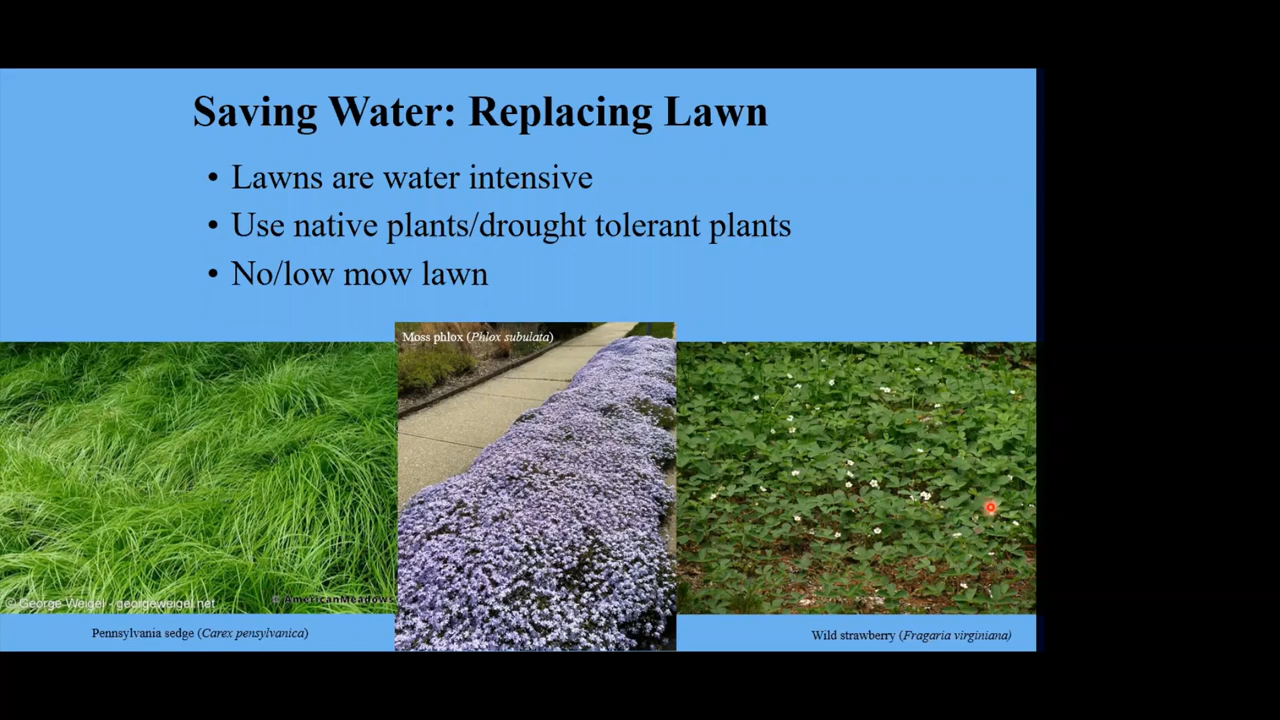 Saving Water: Replacing Lawn
• Lawns are water intensive
• Use native plants/drought tolerant plants
• No/low mow lawn
Moss phlox (Phlox subulata)
© George Weigel - georgeweigel.net
© AmericanMeadows
Pennsylvania sedge (Carex pensylvanica)
Wild strawberry (Fragaria virginiana)